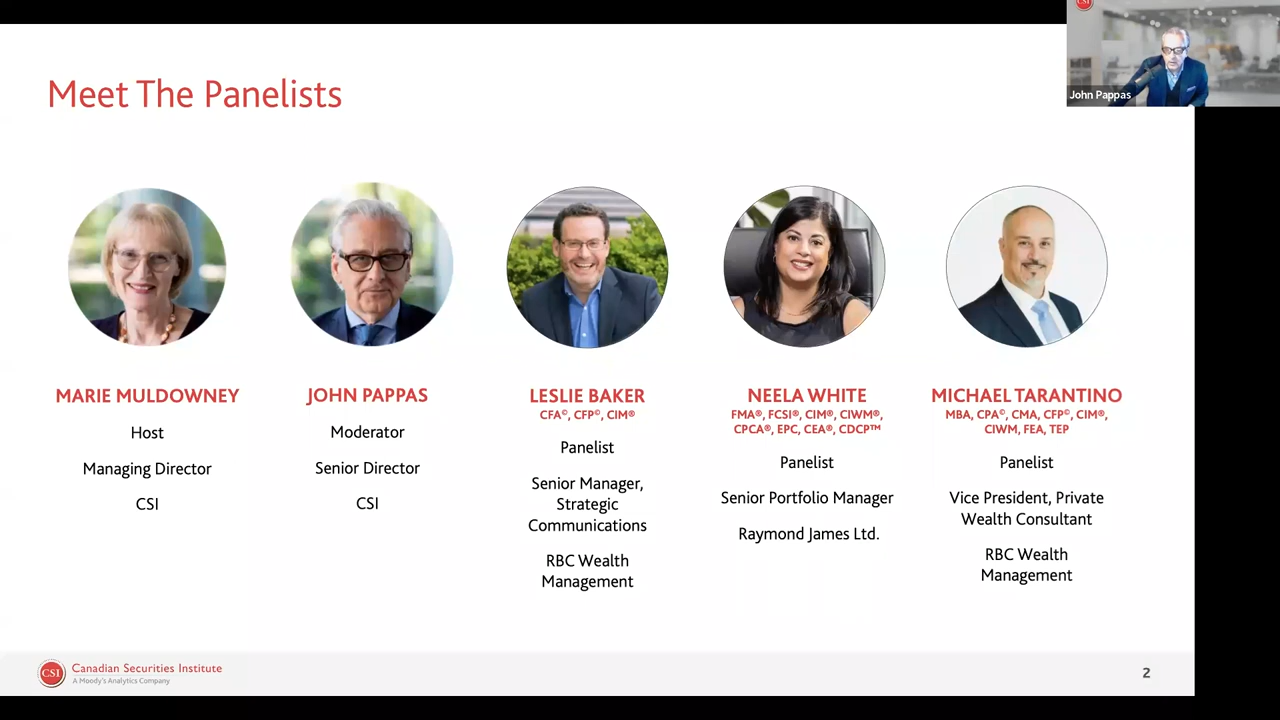 CSI
John Pappas
Meet The Panelists
MARIE MULDOWNEY
Host
Managing Director
CSI
JOHN PAPPAS
Moderator
Senior Director
CSI
LESLIE BAKER
CFA©, CFP©, CIM®
Panelist
Senior Manager,
Strategic
Communications
RBC Wealth
Management
NEELA WHITE
FMA®, FCSI®, CIM®, CIWM®,
CPCA®, EPC, CEA®, CDCP™
Panelist
Senior Portfolio Manager
Raymond James Ltd.
MICHAEL TARANTINO
MBA, CPA©, CMA, CFP©, CIM®,
CIWM, FEA, TEP
Panelist
Vice President, Private
Wealth Consultant
RBC Wealth
Management
CSI
Canadian Securities Institute
A Moody's Analytics Company
2